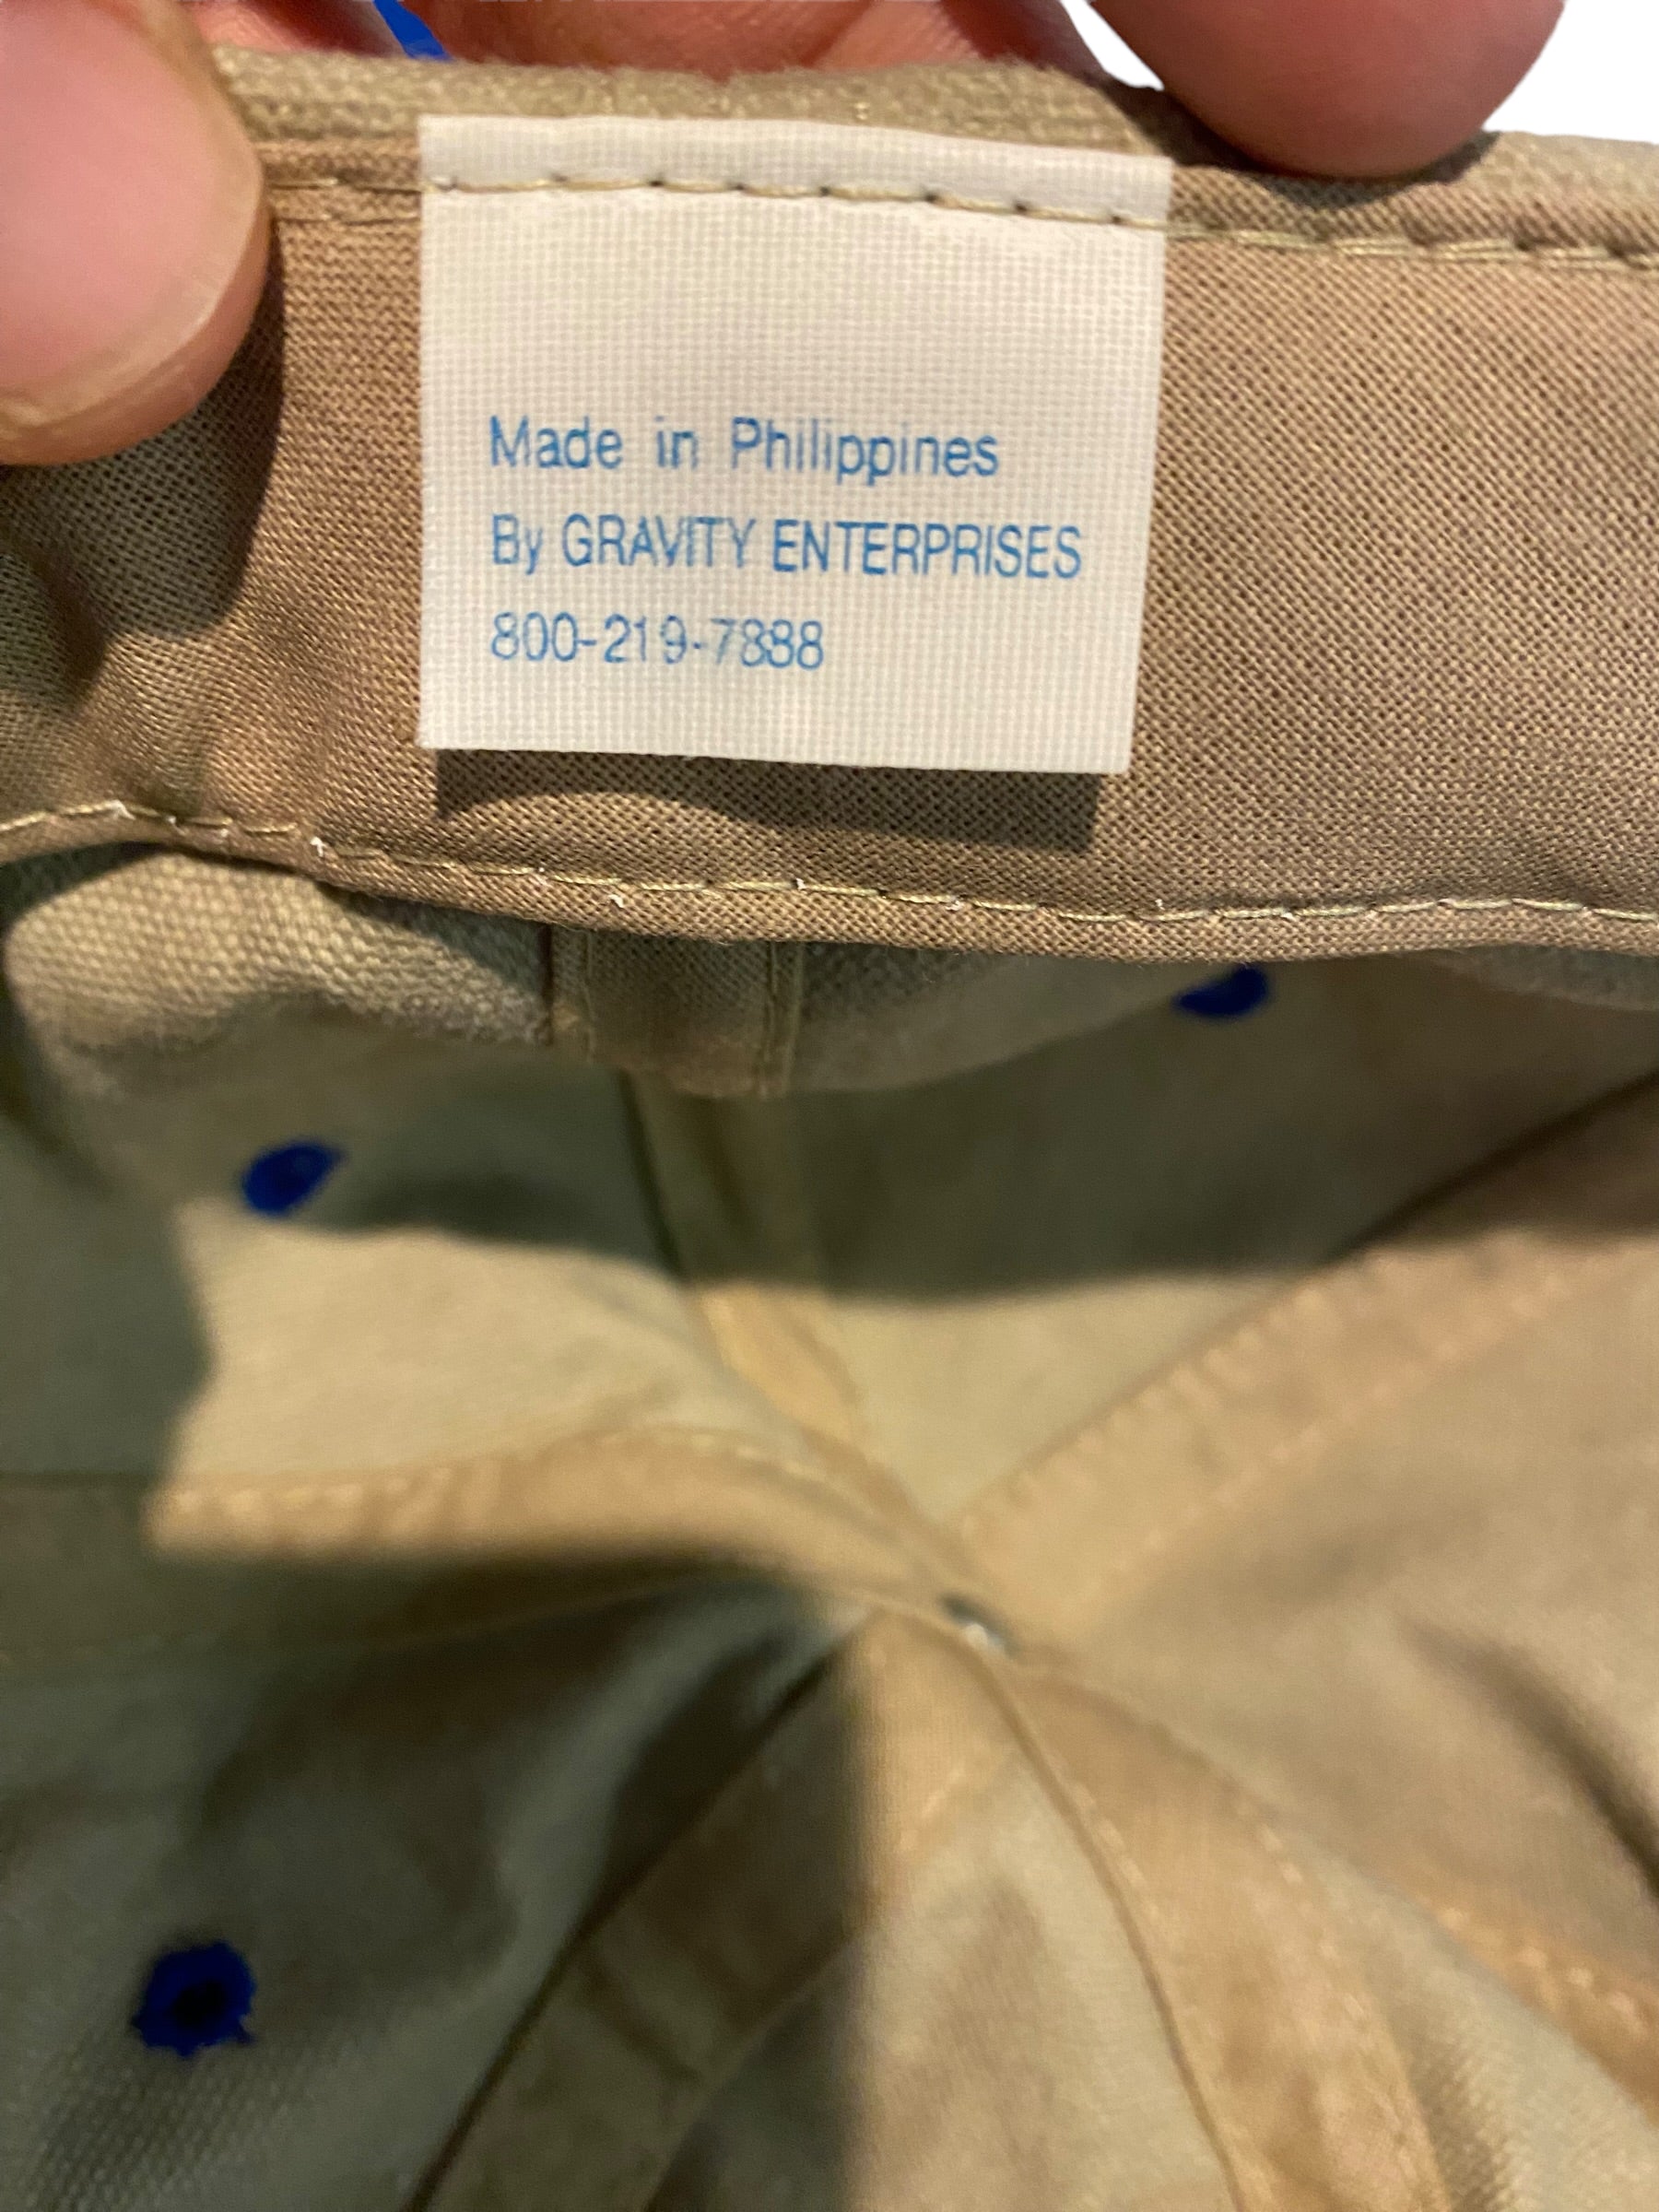 Made in Philippines
By GRAVITY ENTERPRISES
800-219-7888